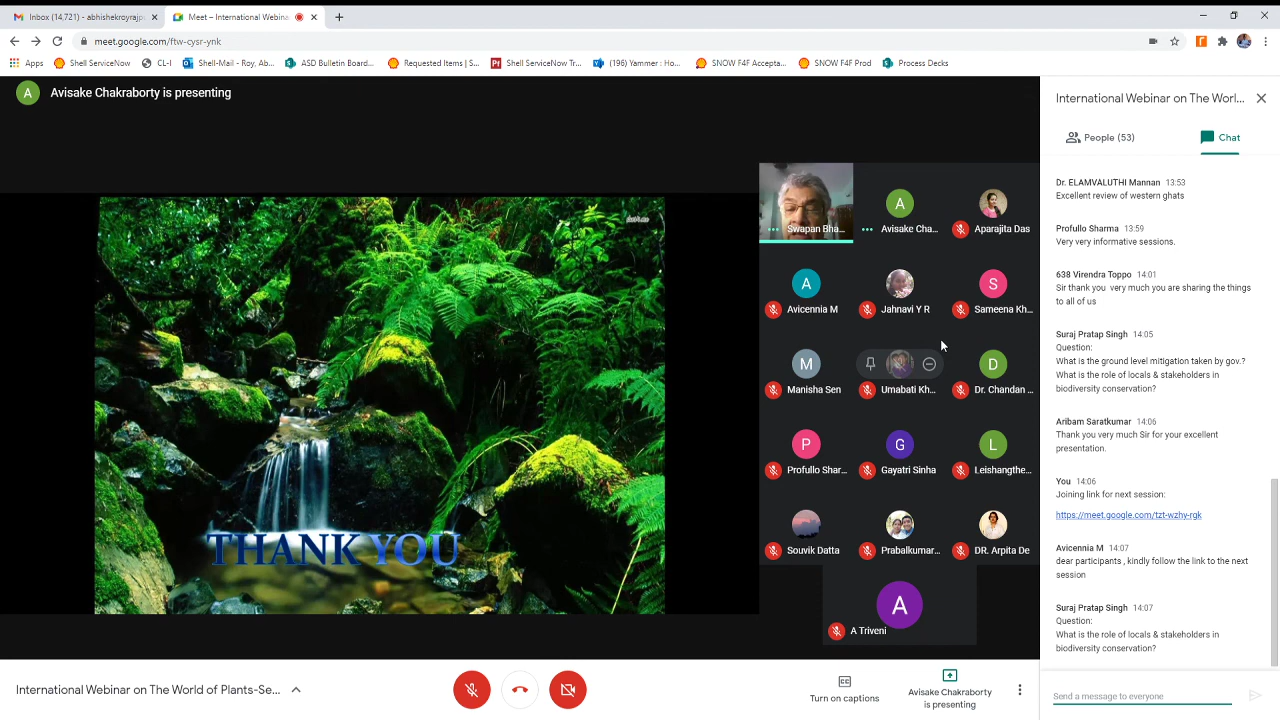 Inbox (14,721) - abhishekroyrajp
Meet – International Webina
meet.google.com/ftw-cysr-ynk
Apps
Shell ServiceNow
CL-I
Shell-Mail - Roy, Ab...
ASD Bulletin Board...
Requested Items | S...
Shell ServiceNow Tr...
(196) Yammer : Ho...
SNOW F4F Accepta...
SNOW F4F Prod
Process Decks
A
Avisake Chakraborty is presenting
THANK YOU
Swapan Bha...
A
Avisake Cha...
Aparajita Das
A
Avicennia M
Jahnavi Y R
S
Sameena Kh...
M
Manisha Sen
Umabati Kh...
D
Dr. Chandan ...
P
Profullo Shar...
G
Gayatri Sinha
L
Leishangthe...
Souvik Datta
Prabalkumar...
DR. Arpita De
A
A Triveni
International Webinar on The World of Plants-Se...
CC
Turn on captions
Avisake Chakraborty
is presenting
International Webinar on The Worl...
People (53)
Chat
Dr. ELAMVALUTHI Mannan 13:53
Excellent review of western ghats
Profullo Sharma 13:59
Very very informative sessions.
638 Virendra Toppo 14:01
Sir thank you very much you are sharing the things
to all of us
Suraj Pratap Singh 14:05
Question:
What is the ground level mitigation taken by gov.?
What is the role of locals & stakeholders in
biodiversity conservation?
Aribam Saratkumar 14:06
Thank you very much Sir for your excellent
presentation.
You 14:06
Joining link for next session:
https://meet.google.com/tzt-wzhy-rgk
Avicennia M 14:07
dear participants , kindly follow the link to the next
session
Suraj Pratap Singh 14:07
Question:
What is the role of locals & stakeholders in
biodiversity conservation?
Send a message to everyone